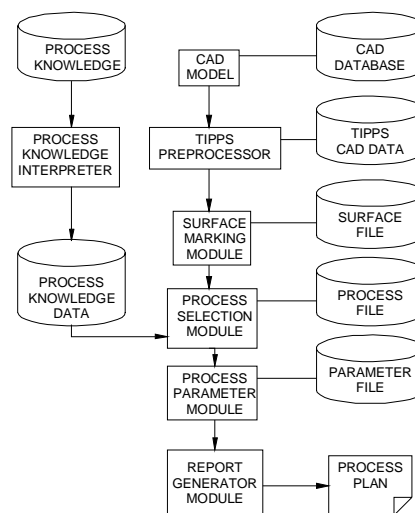 PROCESS
KNOWLEDGE
CAD
MODEL
CAD
DATABASE
PROCESS
KNOWLEDGE
INTERPRETER
TIPPS
PREPROCESSOR
TIPPS
CAD DATA
SURFACE
MARKING
MODULE
SURFACE
FILE
PROCESS
KNOWLEDGE
DATA
PROCESS
SELECTION
MODULE
PROCESS
FILE
PROCESS
PARAMETER
MODULE
PARAMETER
FILE
REPORT
GENERATOR
MODULE
PROCESS
PLAN